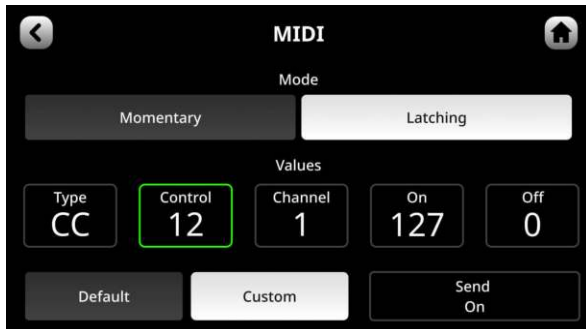 MIDI
Mode
Momentary
Latching
Values
Type
CC
Control
12
Channel
1
On
127
Off
0
Default
Custom
Send
On